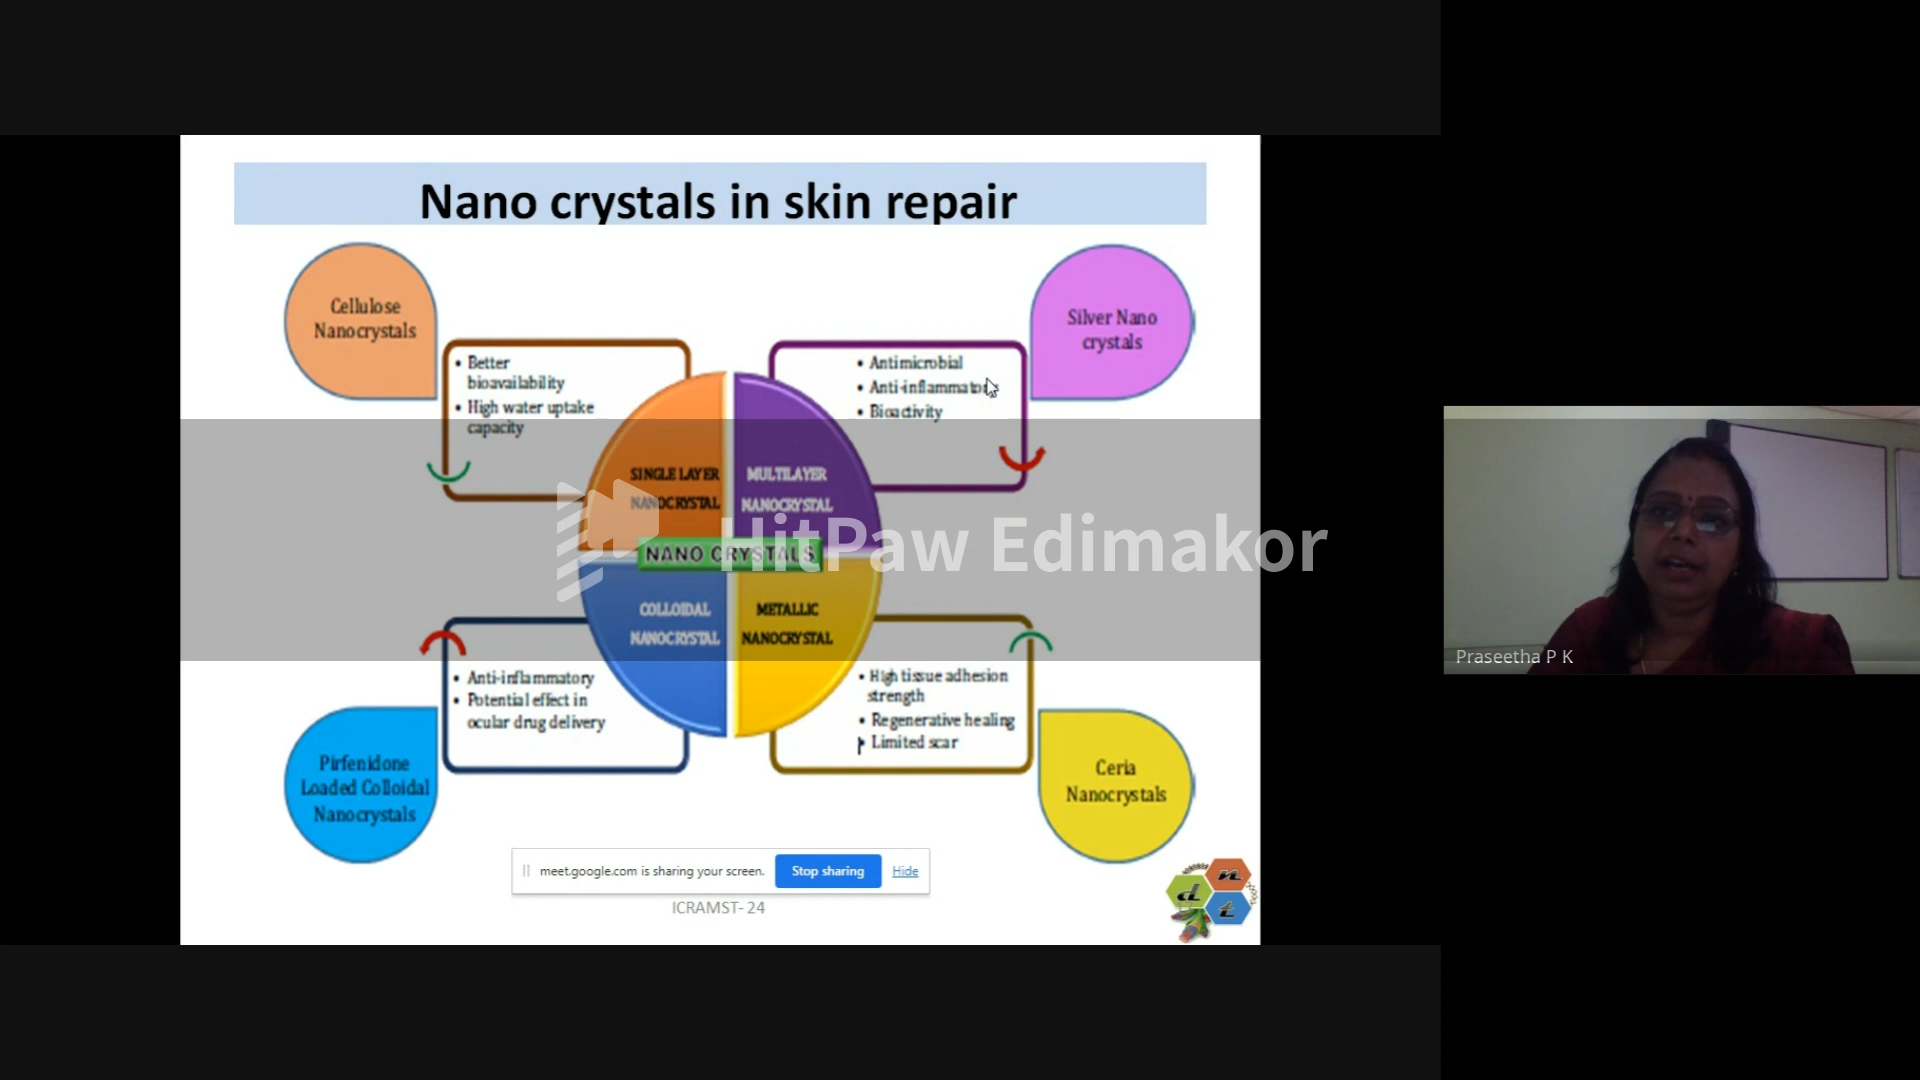 Nano crystals in skin repair
Cellulose
Nanocrystals
• Better
bioavailability
• High water uptake
capacity
• Antimicrobial
• Anti-inflammatory
• Bioactivity
Silver Nano
crystals
SINGLE LAYER
NANOCRYSTAL
MULTILAYER
NANOCRYSTAL
NANO CRYSTALS
HitPaw Edimakor
COLLOIDAL
NANOCRYSTAL
METALLIC
NANOCRYSTAL
• Anti-inflammatory
• Potential effect in
ocular drug delivery
• High tissue adhesion
strength
• Regenerative healing
• Limited scar
Pirfenidone
Loaded Colloidal
Nanocrystals
Ceria
Nanocrystals
meet.google.com is sharing your screen.
Stop sharing
Hide
ICRAMST- 24
d
n
t
Praseetha P K